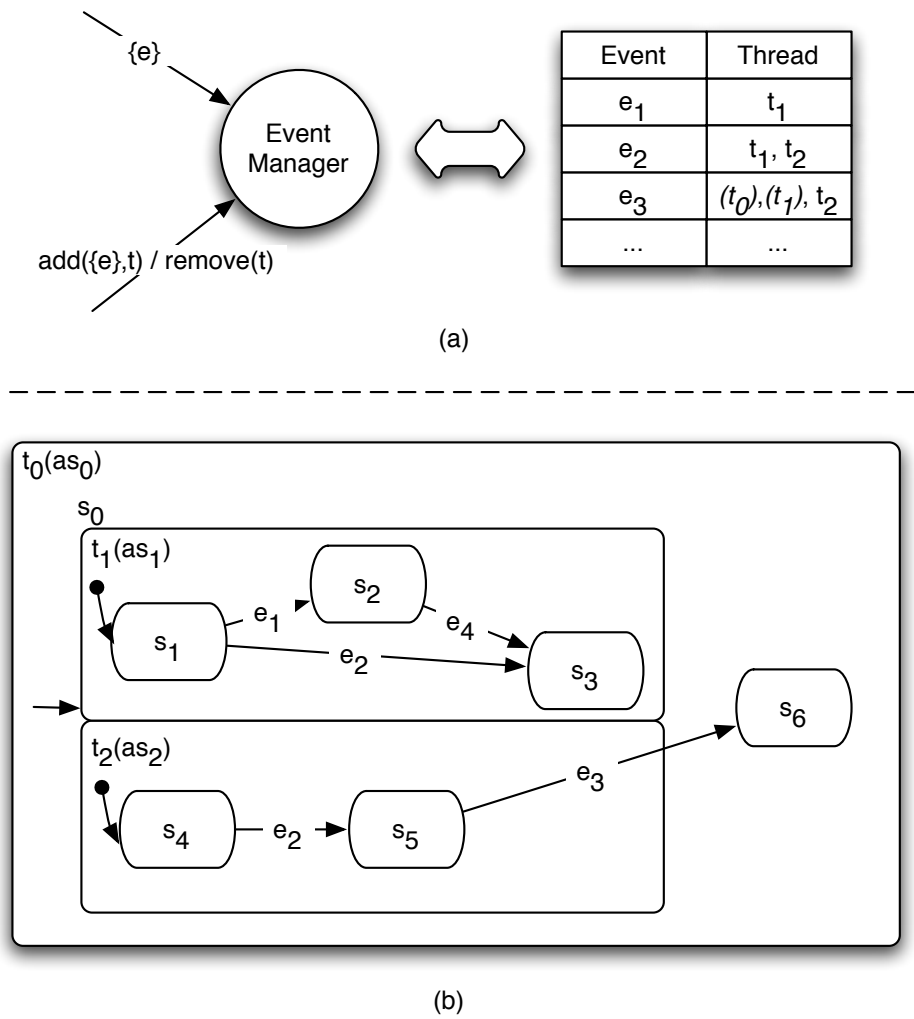 {e}
Event
Manager
add({e},t) / remove(t)
Event Thread
e1 t1
e2 t1, t2
e3 (t0),(t1), t2
... ...
(a)
t0(as0)
s0
t1(as1)
s1
e1
s2
e4
e2
s3
s6
t2(as2)
s4
e2
s5
e3
(b)